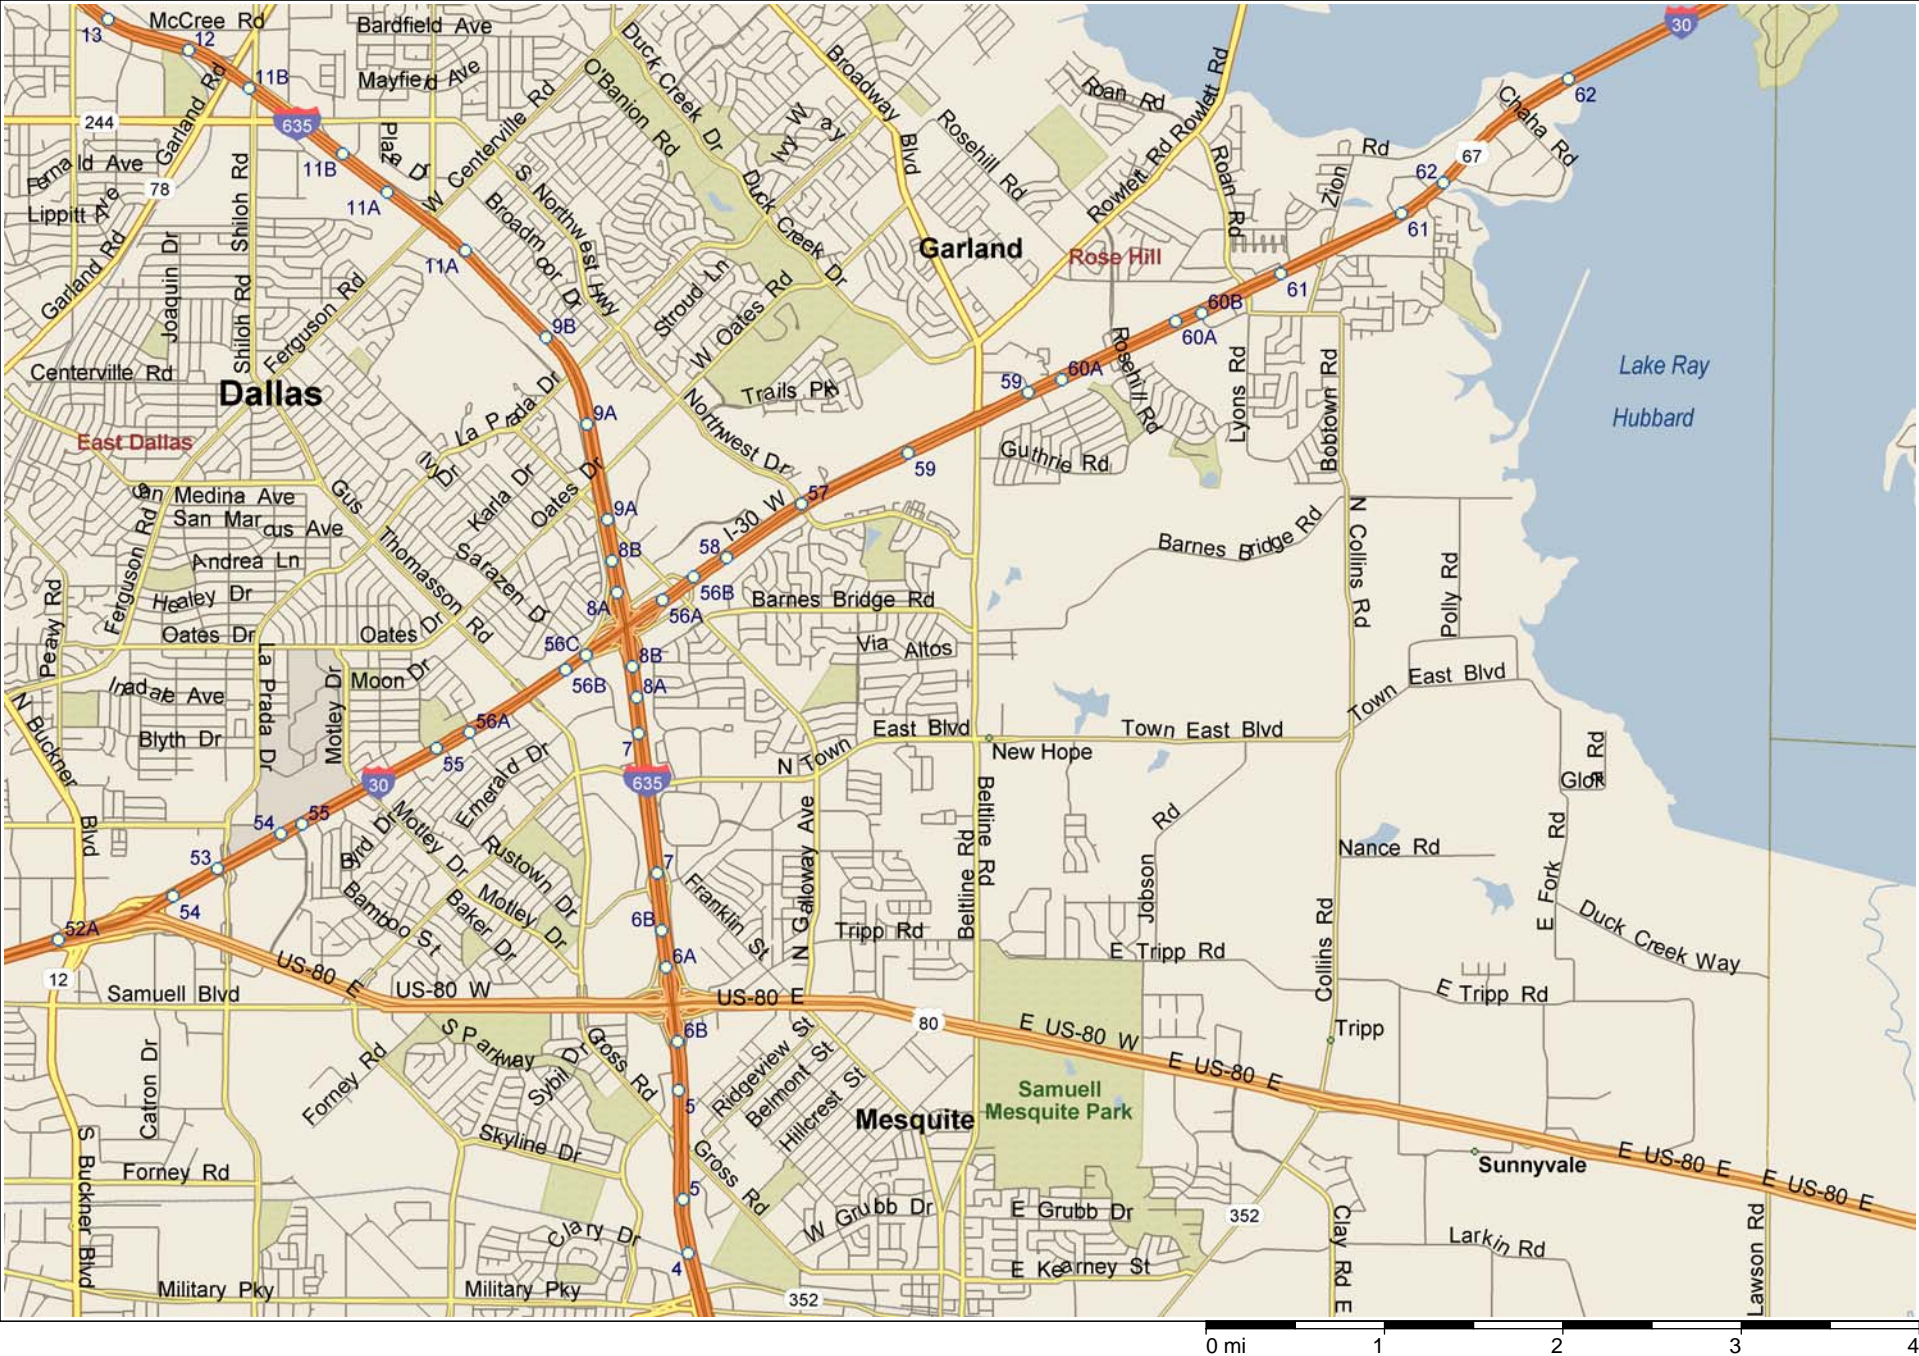 McCree Rd
Bardfield Ave
13
12
11B
Mayfield Ave
Garland Rd
244
635
Plaza Dr
W Centerville Rd
O'Banion Rd
Duck Creek Dr
Ivy Way
Broadway Blvd
Rosehill Rd
Roan Rd
Rowlett Rd
Rowlett Rd
30
62
Chaha Rd
Zion Rd
67
62
Fernald Ave
78
11B
11A
Lippitt Ave
Shiloh Rd
S Northwest Hwy
Broadmoor Dr
Duck Creek Dr
Roan Rd
61
Garland Rd
Joaquin Dr
11A
Garland
Rose Hill
Stroud Ln
W Oates Rd
60B
61
60A
Shiloh Rd
Ferguson Rd
9B
Rosehill Rd
Lyons Rd
Bobtown Rd
Lake Ray
Hubbard
Centerville Rd
Dallas
La Prada Dr
Trails Pk
59
60A
9A
Northwest Dr
East Dallas
Ivy Dr
Karla Dr
Oates Dr
Guthrie Rd
59
San Medina Ave
San Marcus Ave
Gus Thomasson Rd
57
I-30 W
9A
Andrea Ln
Sarazen D
8B
58
Barnes Bridge Rd
N Collins Rd
Polly Rd
Peavy Rd
Ferguson Rd
Healey Dr
8A
56A
56B
Barnes Bridge Rd
Oates Dr
Oates Dr
56C
8B
Via Altos
La Prada Dr
Motley Dr
Moon Dr
56B
8A
East Blvd
Town
Inadale Ave
56A
N Buckner Blvd
Blyth Dr
55
7
East Blvd
N Town
New Hope
Town East Blvd
Rd
30
Emerald Dr
635
Beltline Rd
54
55
Motley Dr
Byrd Dr
Rustown Dr
N Galloway Ave
Beltline Rd
Rd
Jobson
Nance Rd
E Fork Rd
53
7
Bamboo St
Baker Dr
Motley Dr
Franklin St
54
52A
6B
Tripp Rd
E Tripp Rd
Collins Rd
Duck Creek Way
12
US-80 E
US-80 W
6A
US-80 E
E Tripp Rd
Samuell Blvd
80
E US-80 W
Tripp
S Parkway
Gross Rd
6B
Ridgeview St
Belmont St
Hillcrest St
E US-80 E
Catron Dr
Forney Rd
Sybil Dr
5
Mesquite
Samuell
Mesquite Park
Skyline Dr
Gross Rd
E US-80 E
E US-80 E
Sunnyvale
Forney Rd
S Buckner Blvd
5
W Grubb Dr
E Grubb Dr
352
Clay Rd E
Larkin Rd
Lawson Rd
Clary Dr
4
E Kearney St
Military Pky
Military Pky
352
0 mi 1 2 3 4